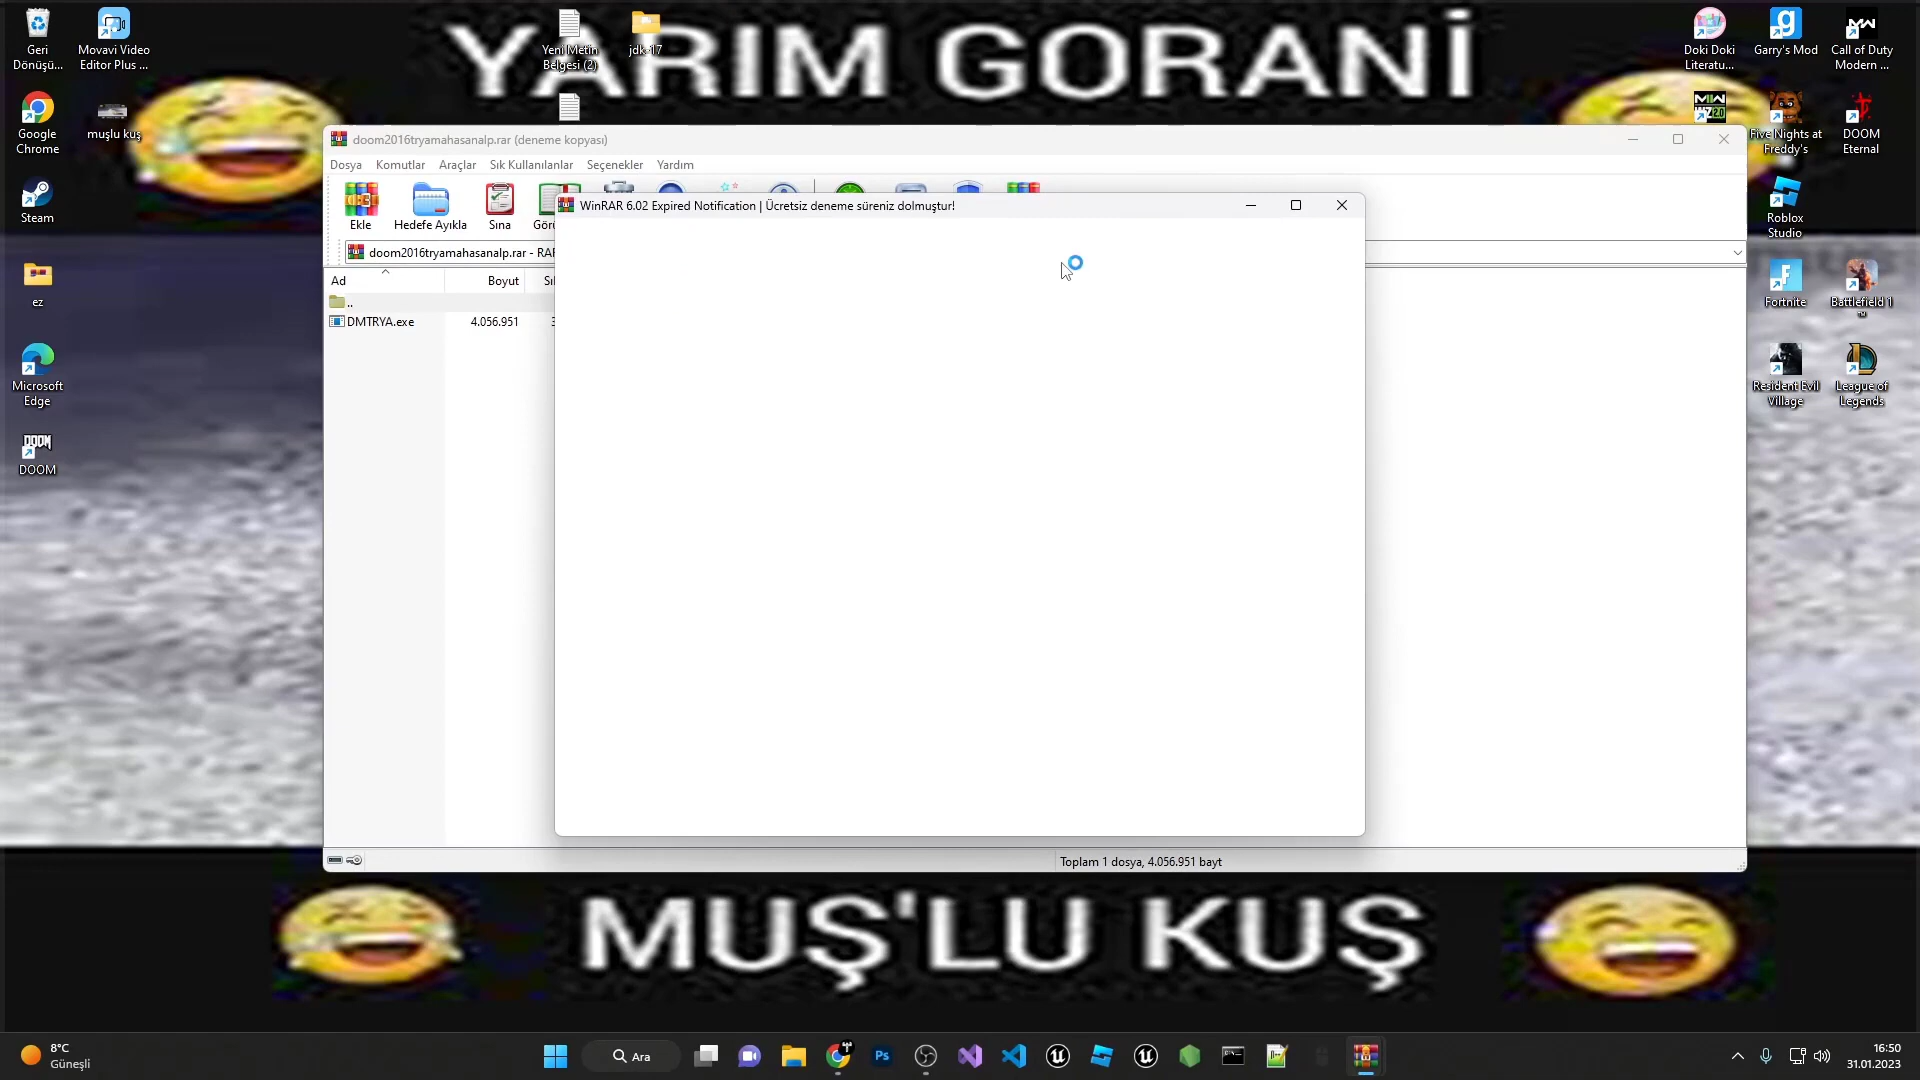 YARIM GORANİ
Geri
Dönüşü...
Movavi Video
Editor Plus ...
Yeni Metin
Belgesi (2)
jdk-17
Doki Doki
Literatu...
Garry's Mod
Call of Duty
Modern ...
Google
Chrome
muşlu kuş
Five Nights at
Freddy's
DOOM
Eternal
Steam
Roblox
Studio
ez
Fortnite
Battlefield 1
™
Microsoft
Edge
Resident Evil
Village
League of
Legends
DOOM
doom2016tryamahasanalp.rar (deneme kopyası)
Dosya Komutlar Araçlar Sık Kullanılanlar Seçenekler Yardım
Ekle Hedefe Ayıkla Sına
WinRAR 6.02 Expired Notification | Ücretsiz deneme süreniz dolmuştur!
doom2016tryamahasanalp.rar
Ad Boyut
..
DMTRYA.exe 4.056.951
Toplam 1 dosya, 4.056.951 bayt
MUŞ'LU KUŞ
8°C
Güneşli
Ara
Ps
16:50
31.01.2023